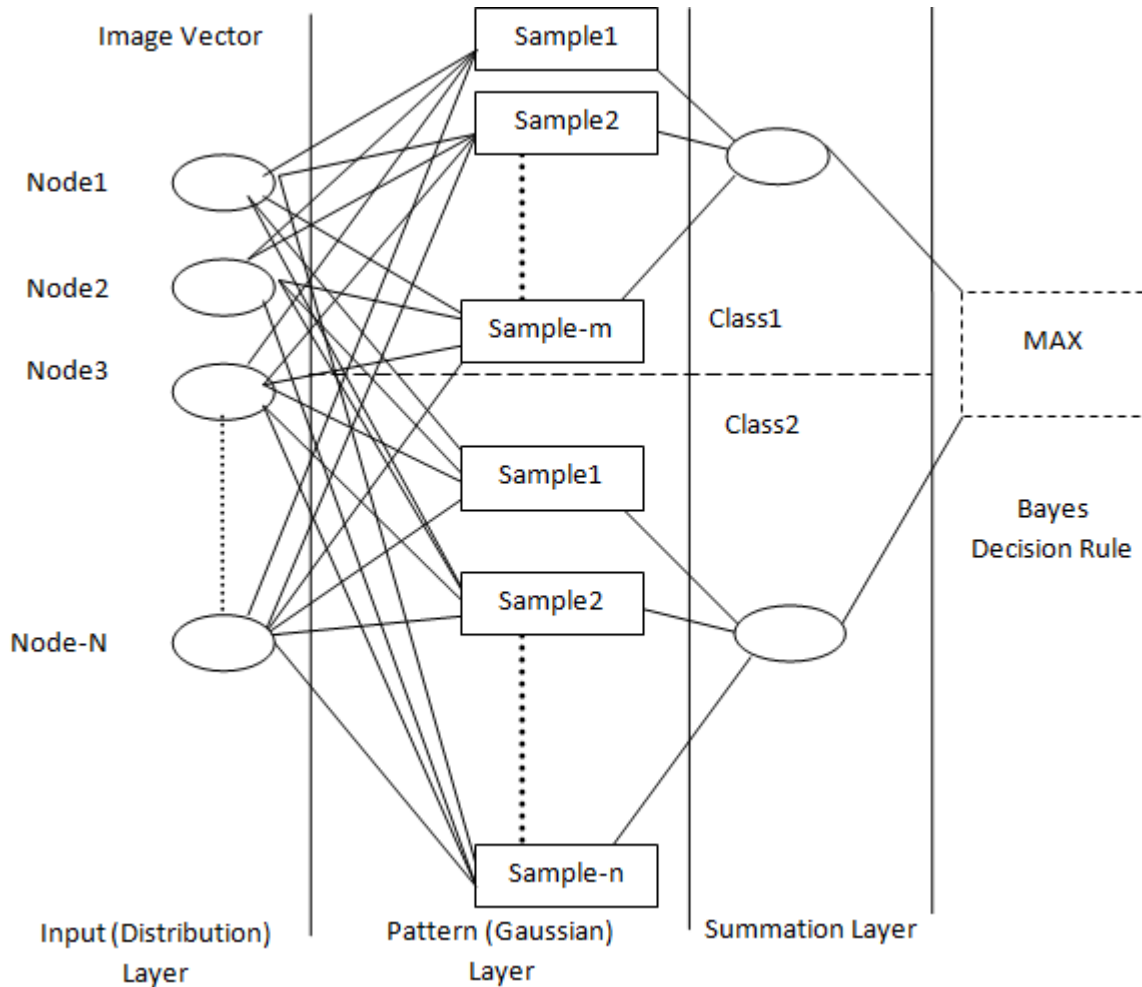 Image Vector
Sample1
Sample2
Node1
Node2
Sample-m
Class1
MAX
Node3
Class2
Sample1
Bayes
Decision Rule
Sample2
Node-N
Sample-n
Input (Distribution)
Layer
Pattern (Gaussian)
Layer
Summation Layer